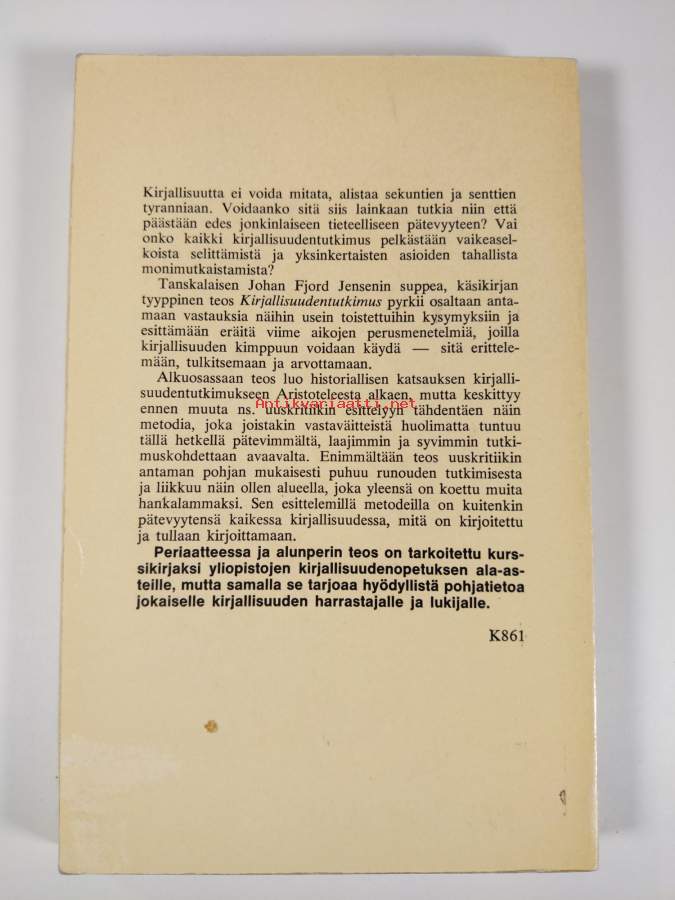 Kirjallisuutta ei voida mitata, alistaa sekuntien ja senttien
tyranniaan. Voidaanko sitä siis lainkaan tutkia niin että
päästään edes jonkinlaiseen tieteelliseen pätevyyteen? Vai
onko kaikki kirjallisuudentutkimus pelkästään vaikeasel-
koista selittämistä ja yksinkertaisten asioiden tahallista
monimutkaistamista?
Tanskalaisen Johan Fjord Jensenin suppea, käsikirjan
tyyppinen teos Kirjallisuudentutkimus pyrkii osaltaan anta-
maan vastauksia näihin usein toistettuihin kysymyksiin ja
esittämään eräitä viime aikojen perusmenetelmiä, joilla
kirjallisuuden kimppuun voidaan käydä — sitä erittele-
mään, tulkitsemaan ja arvottamaan.
Alkuosassaan teos luo historiallisen katsauksen kirjalli-
suudentutkimukseen Aristoteleesta alkaen, mutta keskittyy
Antikvariaatti.net
ennen muuta ns. uuskritiikin esittelyyn tähdentäen näin
metodia, joka joistakin vastaväitteistä huolimatta tuntuu
tällä hetkellä pätevimmältä, laajimmin ja syvimmin tutki-
muskohdettaan avaavalta. Enimmältään teos uuskritiikin
antaman pohjan mukaisesti puhuu runouden tutkimisesta
ja liikkuu näin ollen alueella, joka yleensä on koettu muita
hankalammaksi. Sen esittelemillä metodeilla on kuitenkin
pätevyytensä kaikessa kirjallisuudessa, mitä on kirjoitettu
ja tullaan kirjoittamaan.
Periaatteessa ja alunperin teos on tarkoitettu kurs-
sikirjaksi yliopistojen kirjallisuudenopetuksen ala-as-
teille, mutta samalla se tarjoaa hyödyllistä pohjatietoa
jokaiselle kirjallisuuden harrastajalle ja lukijalle.
K861